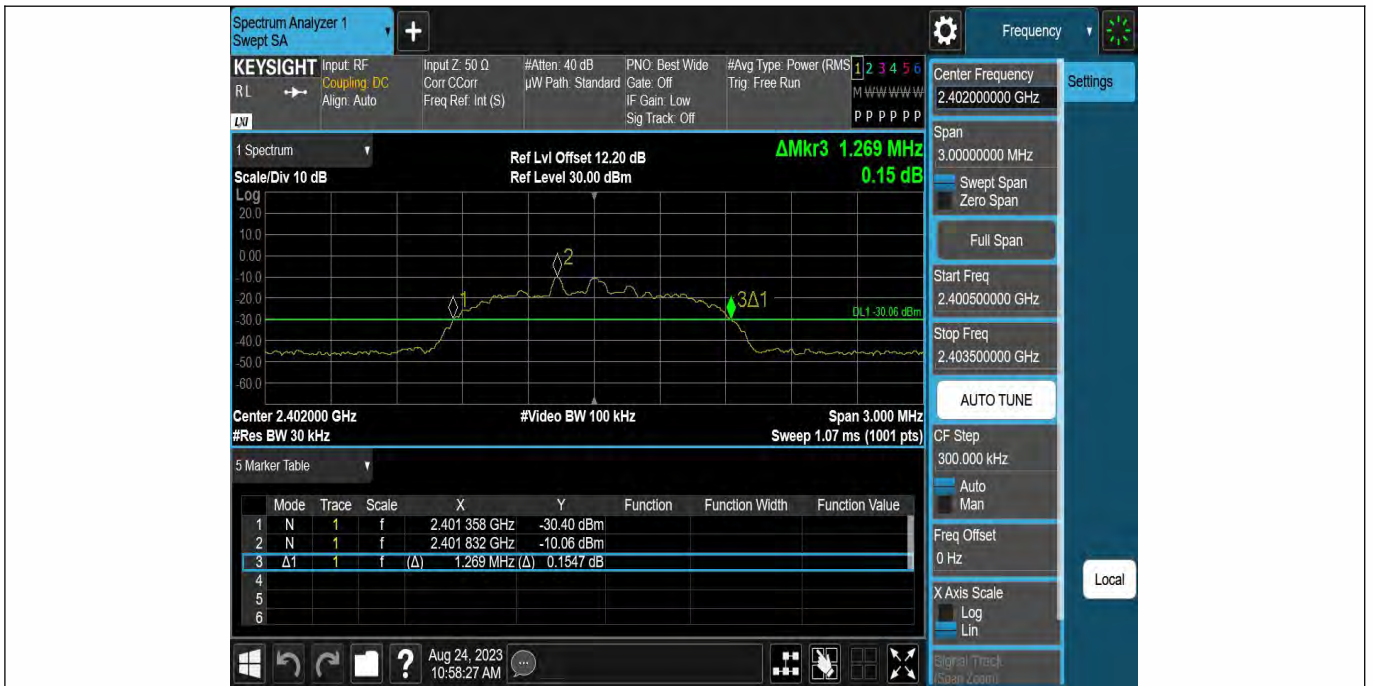 Spectrum Analyzer 1
Swept SA
Frequency
KEYSIGHT
RL
LXI
Input: RF
Coupling: DC
Align: Auto
Input Z: 50 Ω
Corr CCorr
Freq Ref: Int (S)
#Atten: 40 dB
µW Path: Standard
PNO: Best Wide
Gate: Off
IF Gain: Low
Sig Track: Off
#Avg Type: Power (RMS
Trig: Free Run
1 2 3 4 5 6
M W W W W W
P P P P P P
1 Spectrum
Scale/Div 10 dB
Ref Lvl Offset 12.20 dB
Ref Level 30.00 dBm
ΔMkr3 1.269 MHz
0.15 dB
Log
20.0
10.0
0.00
-10.0
-20.0
-30.0
-40.0
-50.0
-60.0
1
2
3Δ1
DL1 -30.06 dBm
Center 2.402000 GHz
#Video BW 100 kHz
Span 3.000 MHz
#Res BW 30 kHz
Sweep 1.07 ms (1001 pts)
5 Marker Table
Mode Trace Scale X Y Function Function Width Function Value
1 N 1 f 2.401 358 GHz -30.40 dBm
2 N 1 f 2.401 832 GHz -10.06 dBm
3 Δ1 1 f (Δ) 1.269 MHz (Δ) 0.1547 dB
4
5
6
Aug 24, 2023
10:58:27 AM
Center Frequency
2.402000000 GHz
Settings
Span
3.00000000 MHz
Swept Span
Zero Span
Full Span
Start Freq
2.400500000 GHz
Stop Freq
2.403500000 GHz
AUTO TUNE
CF Step
300.000 kHz
Auto
Man
Freq Offset
0 Hz
X Axis Scale
Log
Lin
Signal Track
(Span Zoom)
Local